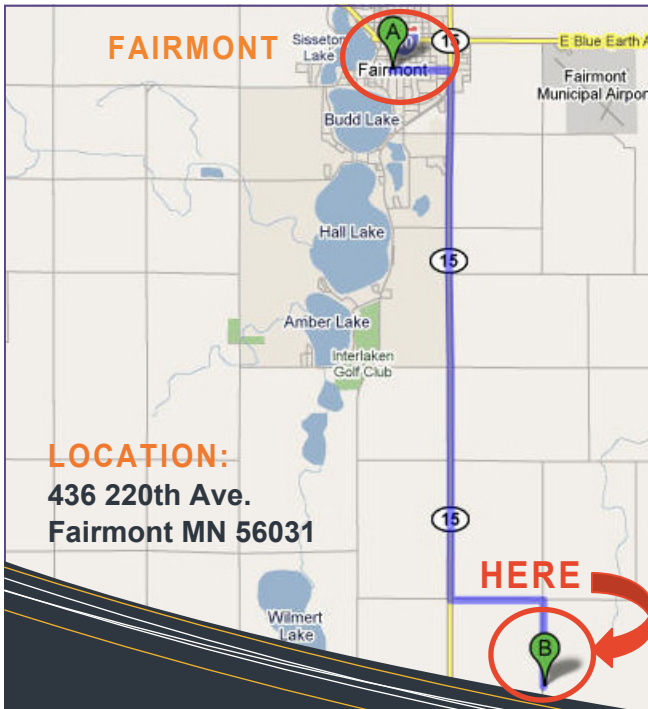 FAIRMONT
Sisseton
Lake
A
15
E Blue Earth A
Fairmont
Fairmont
Municipal Airport
Budd Lake
Hall Lake
15
Amber Lake
Interlaken
Golf Club
LOCATION:
436 220th Ave.
Fairmont MN 56031
15
HERE
Wilmert
Lake
B